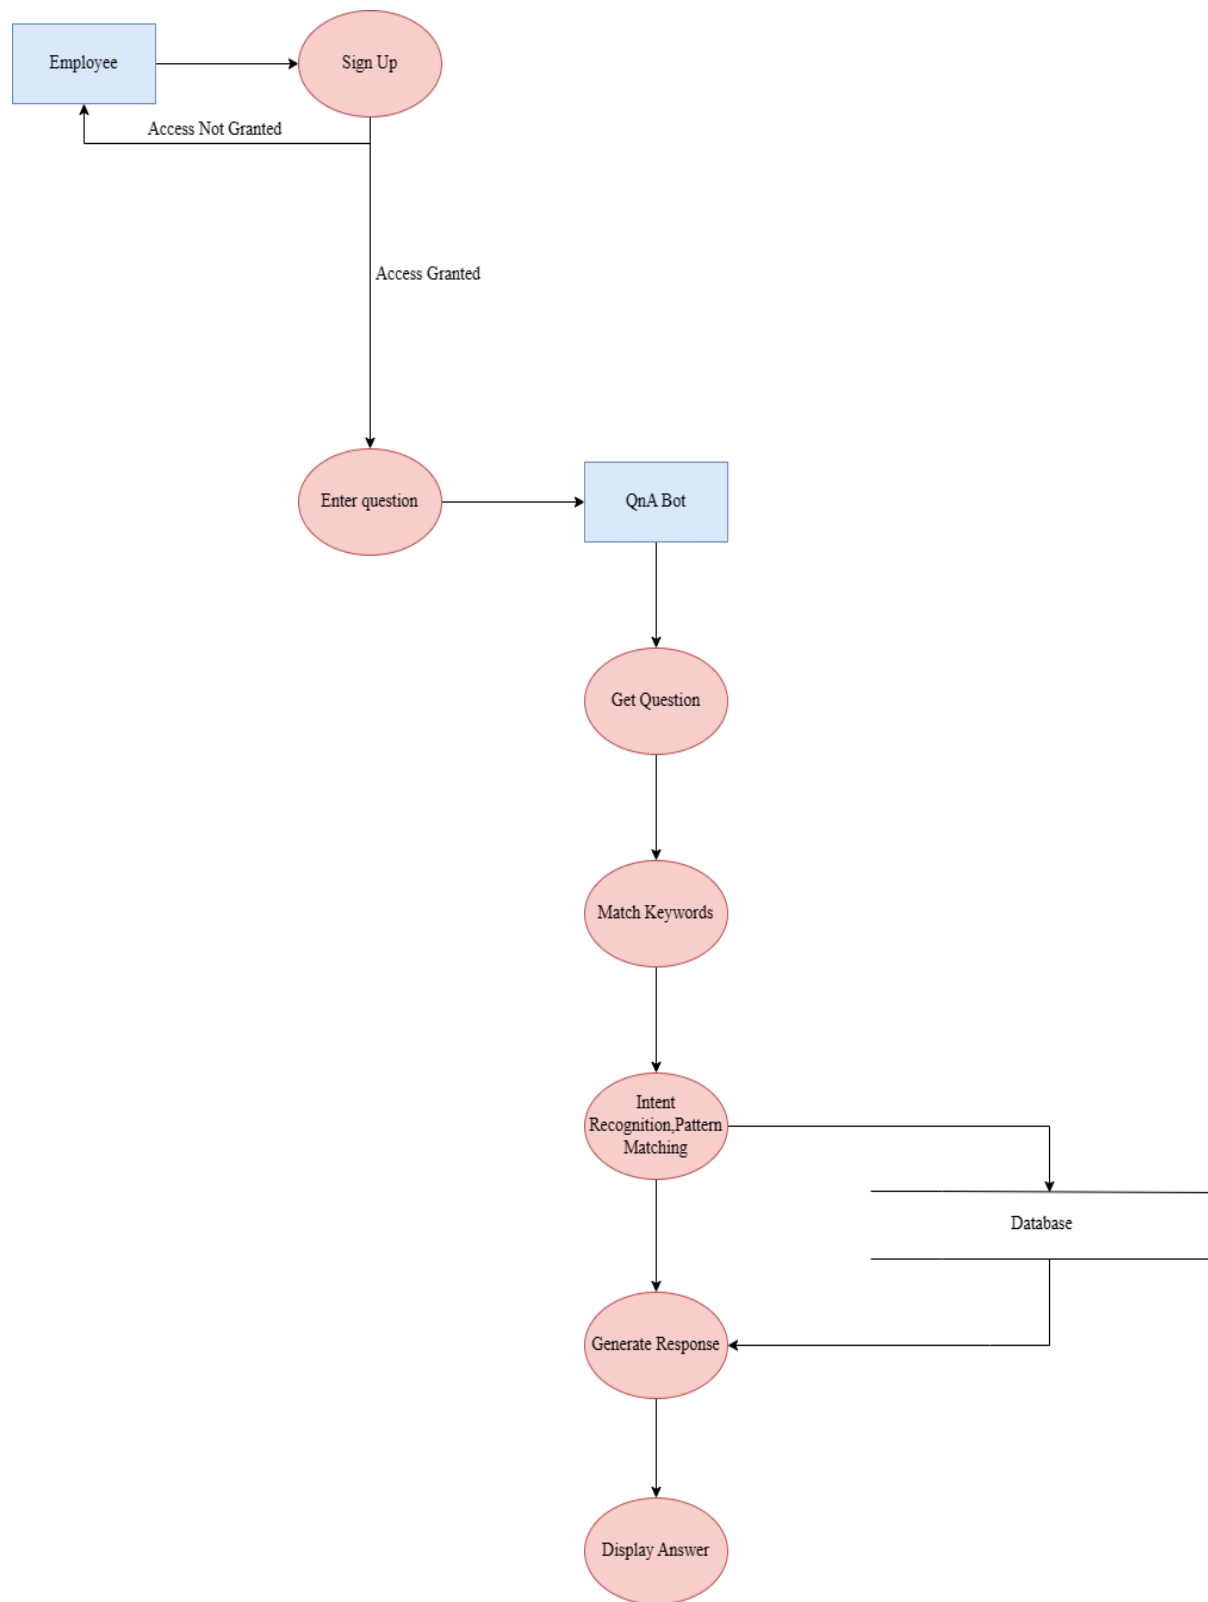 Employee
Sign Up
Access Not Granted
Access Granted
Enter question
QnA Bot
Get Question
Match Keywords
Intent
Recognition,Pattern
Matching
Database
Generate Response
Display Answer